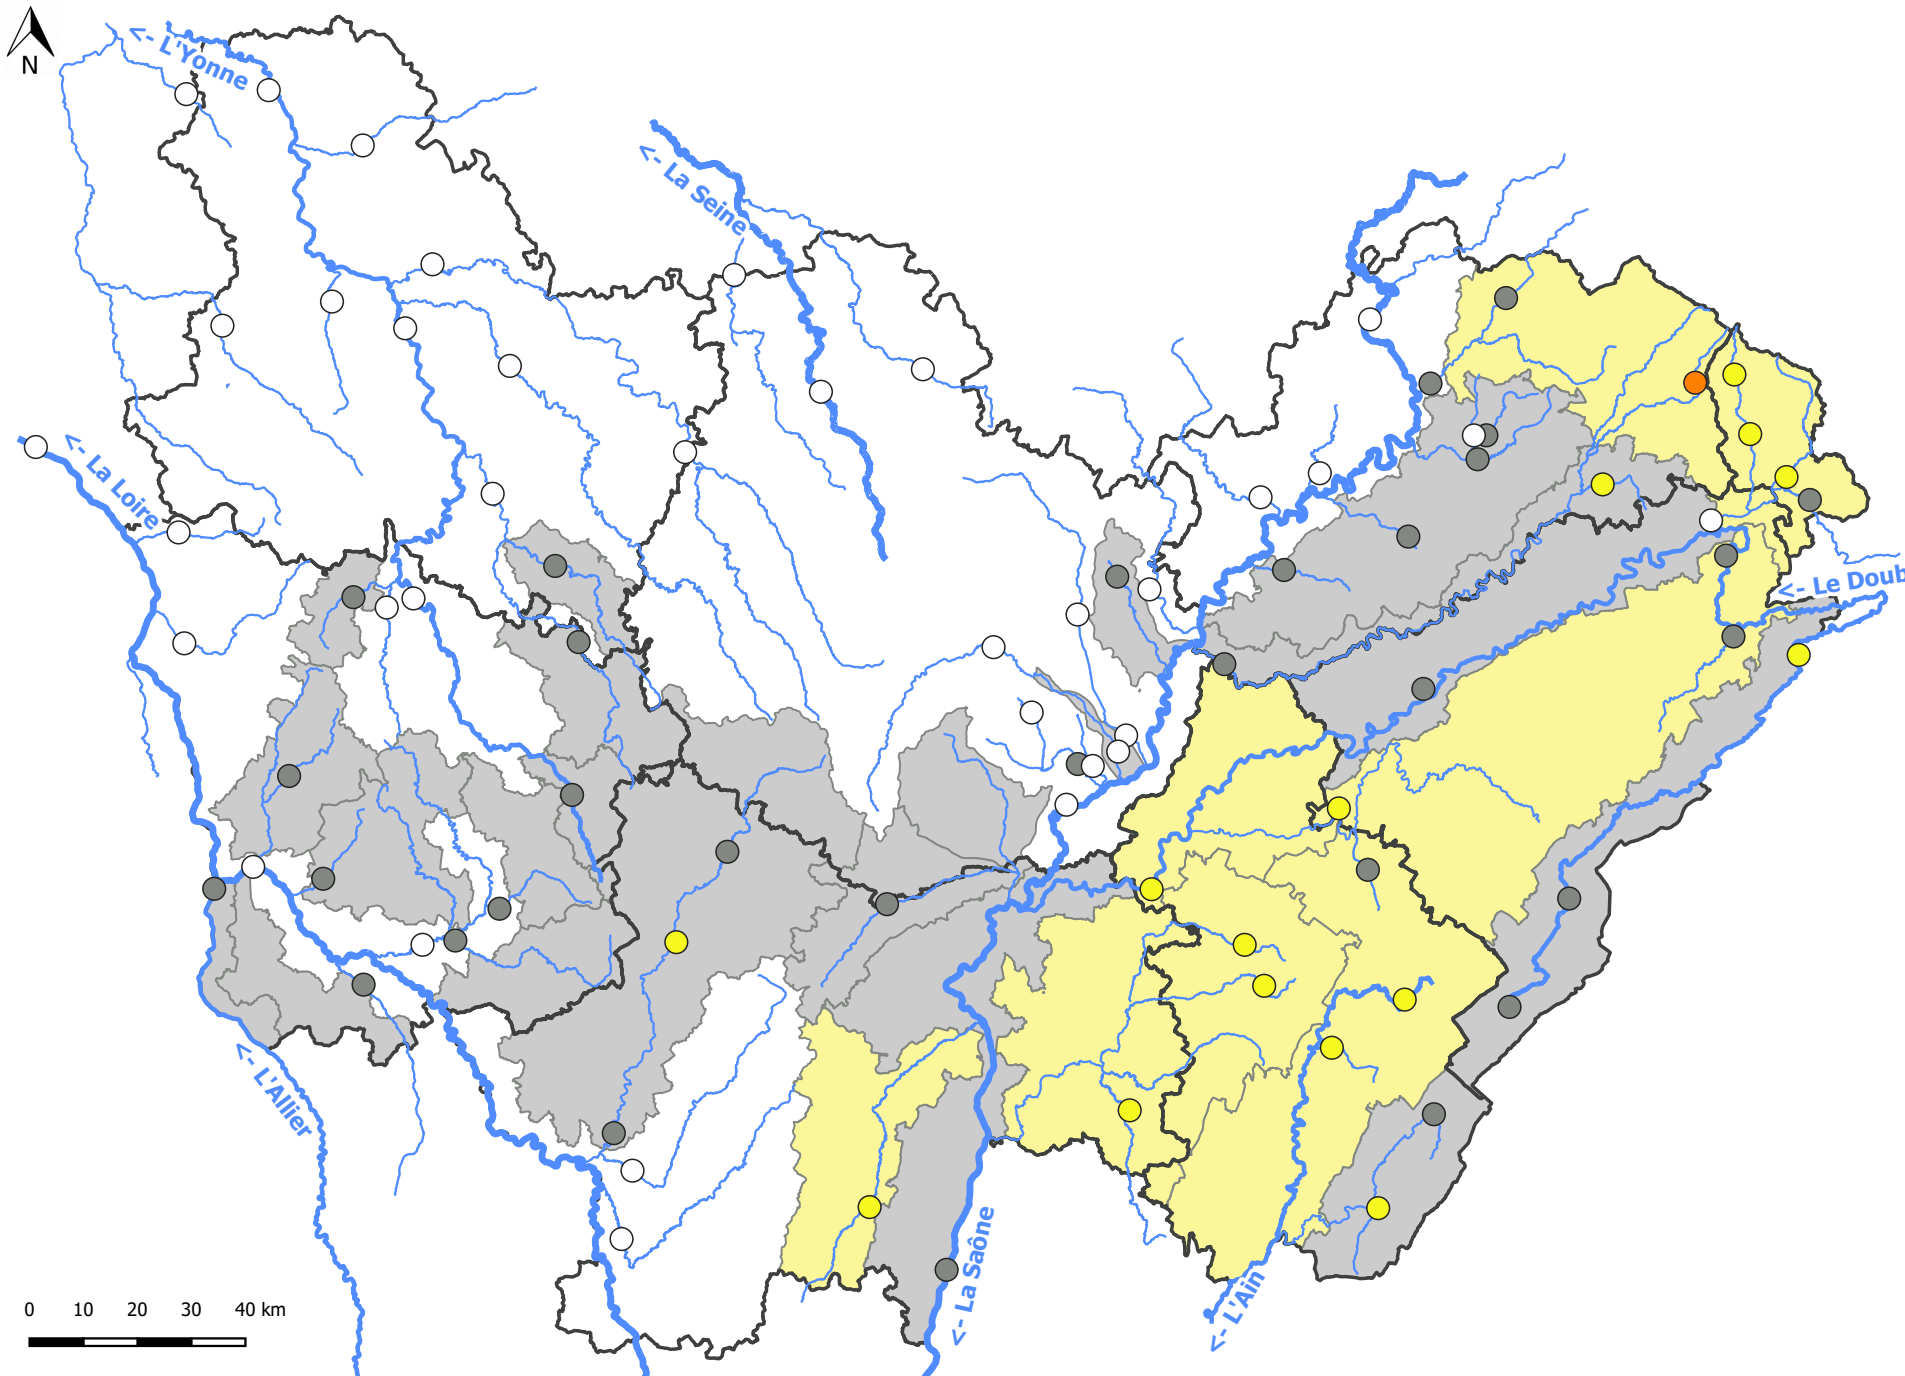 <- L'Yonne
N
<- La Seine
<- La Loire
<- Le Doub
<- L'Allier
<- La Saône
<- L'Ain
0 10 20 30 40 km